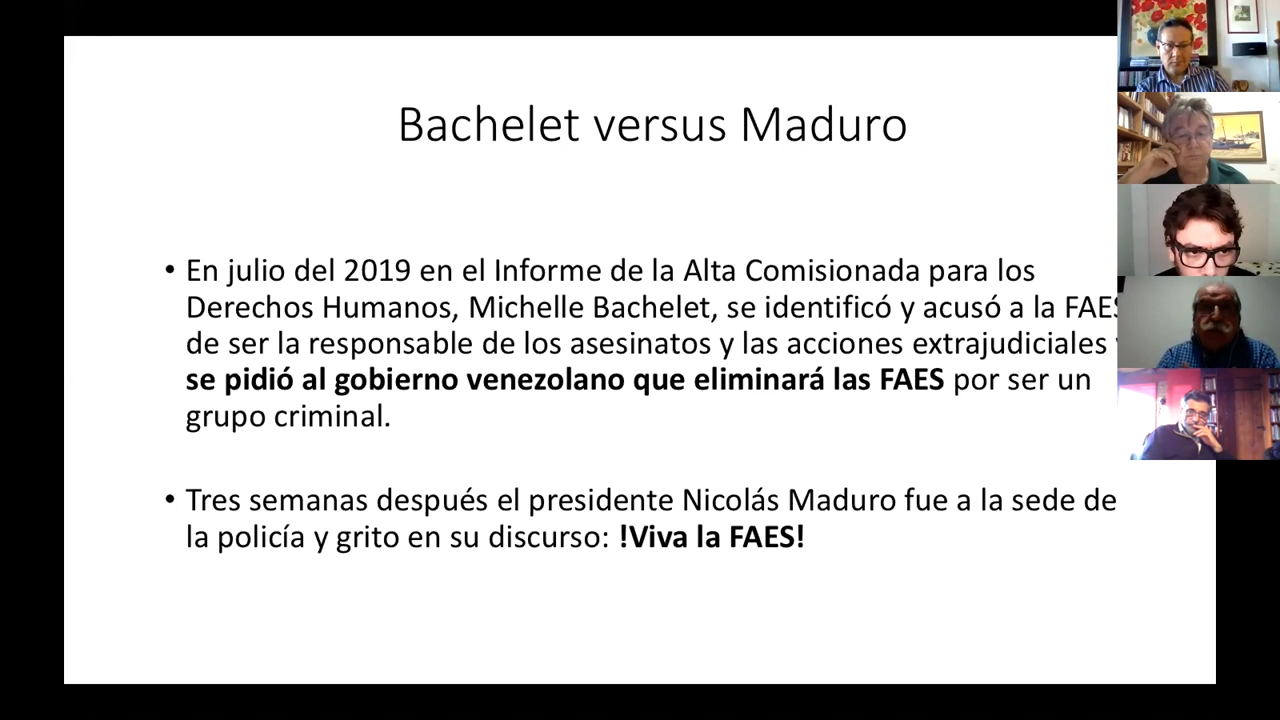 Bachelet versus Maduro
• En julio del 2019 en el Informe de la Alta Comisionada para los
Derechos Humanos, Michelle Bachelet, se identificó y acusó a la FAES
de ser la responsable de los asesinatos y las acciones extrajudiciales
se pidió al gobierno venezolano que eliminará las FAES por ser un
grupo criminal.
• Tres semanas después el presidente Nicolás Maduro fue a la sede de
la policía y grito en su discurso: !Viva la FAES!